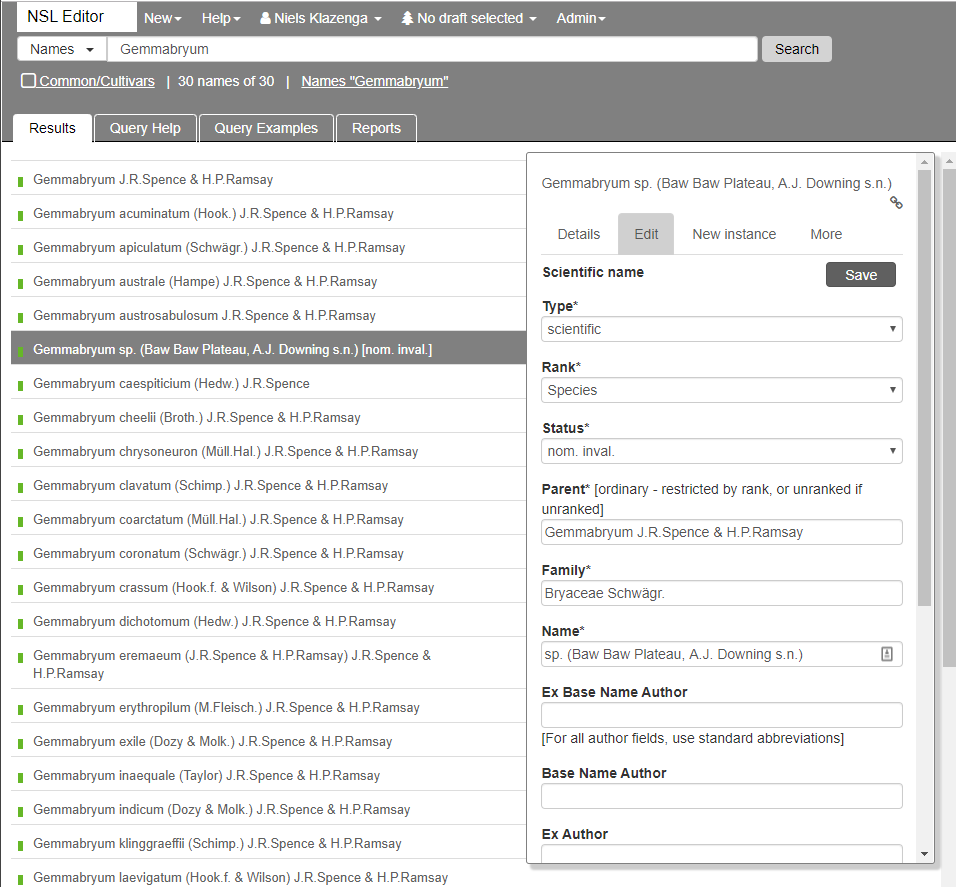 NSL Editor New Help Niels Klazenga No draft selected Admin
Names Gemmabryum Search
Common/Cultivars | 30 names of 30 | Names "Gemmabryum"
Results Query Help Query Examples Reports
Gemmabryum J.R.Spence & H.P.Ramsay
Gemmabryum acuminatum (Hook.) J.R.Spence & H.P.Ramsay
Gemmabryum apiculatum (Schwägr.) J.R.Spence & H.P.Ramsay
Gemmabryum australe (Hampe) J.R.Spence & H.P.Ramsay
Gemmabryum austrosabulosum J.R.Spence & H.P.Ramsay
Gemmabryum sp. (Baw Baw Plateau, A.J. Downing s.n.) [nom. inval.]
Gemmabryum caespiticium (Hedw.) J.R.Spence
Gemmabryum cheelii (Broth.) J.R.Spence & H.P.Ramsay
Gemmabryum chrysoneuron (Müll.Hal.) J.R.Spence & H.P.Ramsay
Gemmabryum clavatum (Schimp.) J.R.Spence & H.P.Ramsay
Gemmabryum coarctatum (Müll.Hal.) J.R.Spence & H.P.Ramsay
Gemmabryum coronatum (Schwägr.) J.R.Spence & H.P.Ramsay
Gemmabryum crassum (Hook.f. & Wilson) J.R.Spence & H.P.Ramsay
Gemmabryum dichotomum (Hedw.) J.R.Spence & H.P.Ramsay
Gemmabryum eremaeum (J.R.Spence & H.P.Ramsay) J.R.Spence &
H.P.Ramsay
Gemmabryum erythropilum (M.Fleisch.) J.R.Spence & H.P.Ramsay
Gemmabryum exile (Dozy & Molk.) J.R.Spence & H.P.Ramsay
Gemmabryum inaequale (Taylor) J.R.Spence & H.P.Ramsay
Gemmabryum indicum (Dozy & Molk.) J.R.Spence & H.P.Ramsay
Gemmabryum klinggraeffii (Schimp.) J.R.Spence & H.P.Ramsay
Gemmabryum laevigatum (Hook.f. & Wilson) J.R.Spence & H.P.Ramsay
Gemmabryum sp. (Baw Baw Plateau, A.J. Downing s.n.)
Details Edit New instance More
Scientific name Save
Type*
scientific
Rank*
Species
Status*
nom. inval.
Parent* [ordinary - restricted by rank, or unranked if
unranked]
Gemmabryum J.R.Spence & H.P.Ramsay
Family*
Bryaceae Schwägr.
Name*
sp. (Baw Baw Plateau, A.J. Downing s.n.)
Ex Base Name Author
[For all author fields, use standard abbreviations]
Base Name Author
Ex Author